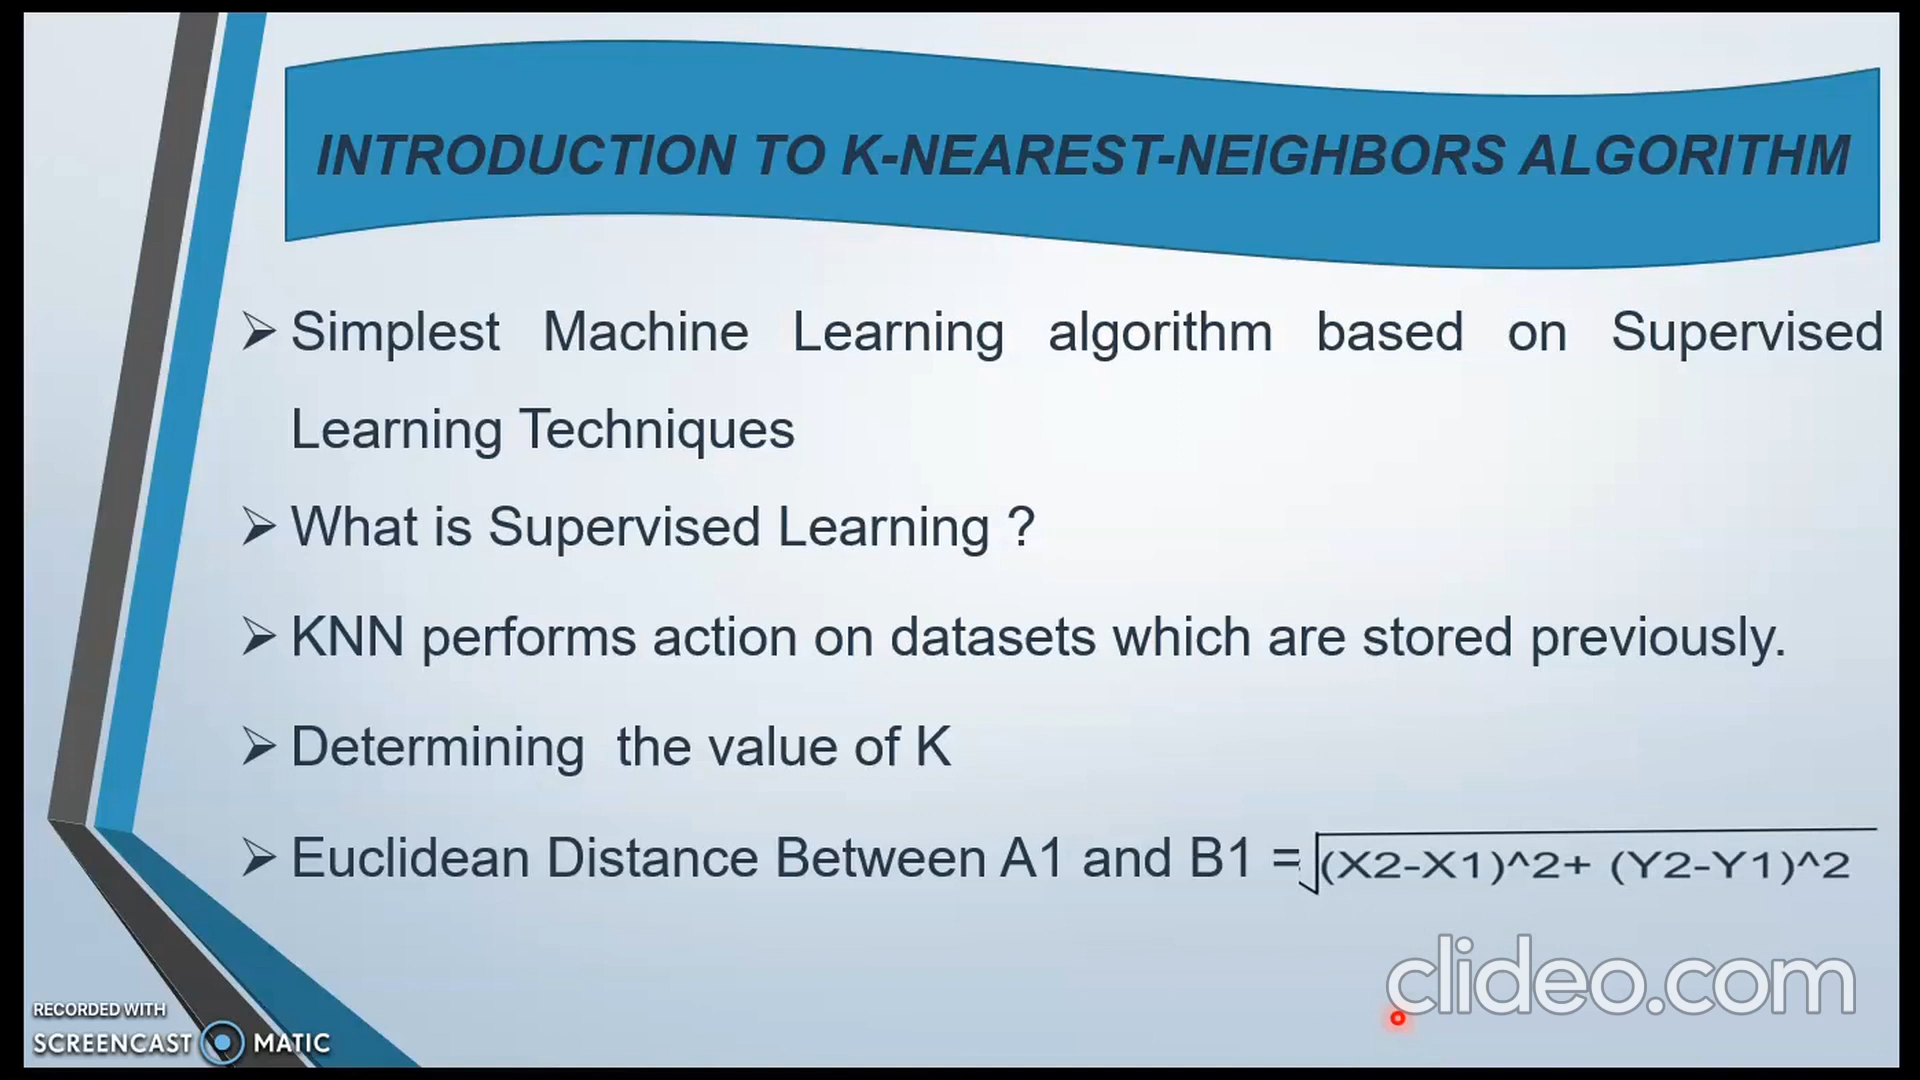 INTRODUCTION TO K-NEAREST-NEIGHBORS ALGORITHM
➢ Simplest Machine Learning algorithm based on Supervised
Learning Techniques
➢ What is Supervised Learning ?
➢ KNN performs action on datasets which are stored previously.
➢ Determining the value of K
➢ Euclidean Distance Between A1 and B1 = √(X2-X1)^2+ (Y2-Y1)^2
clideo.com
RECORDED WITH
SCREENCAST MATIC